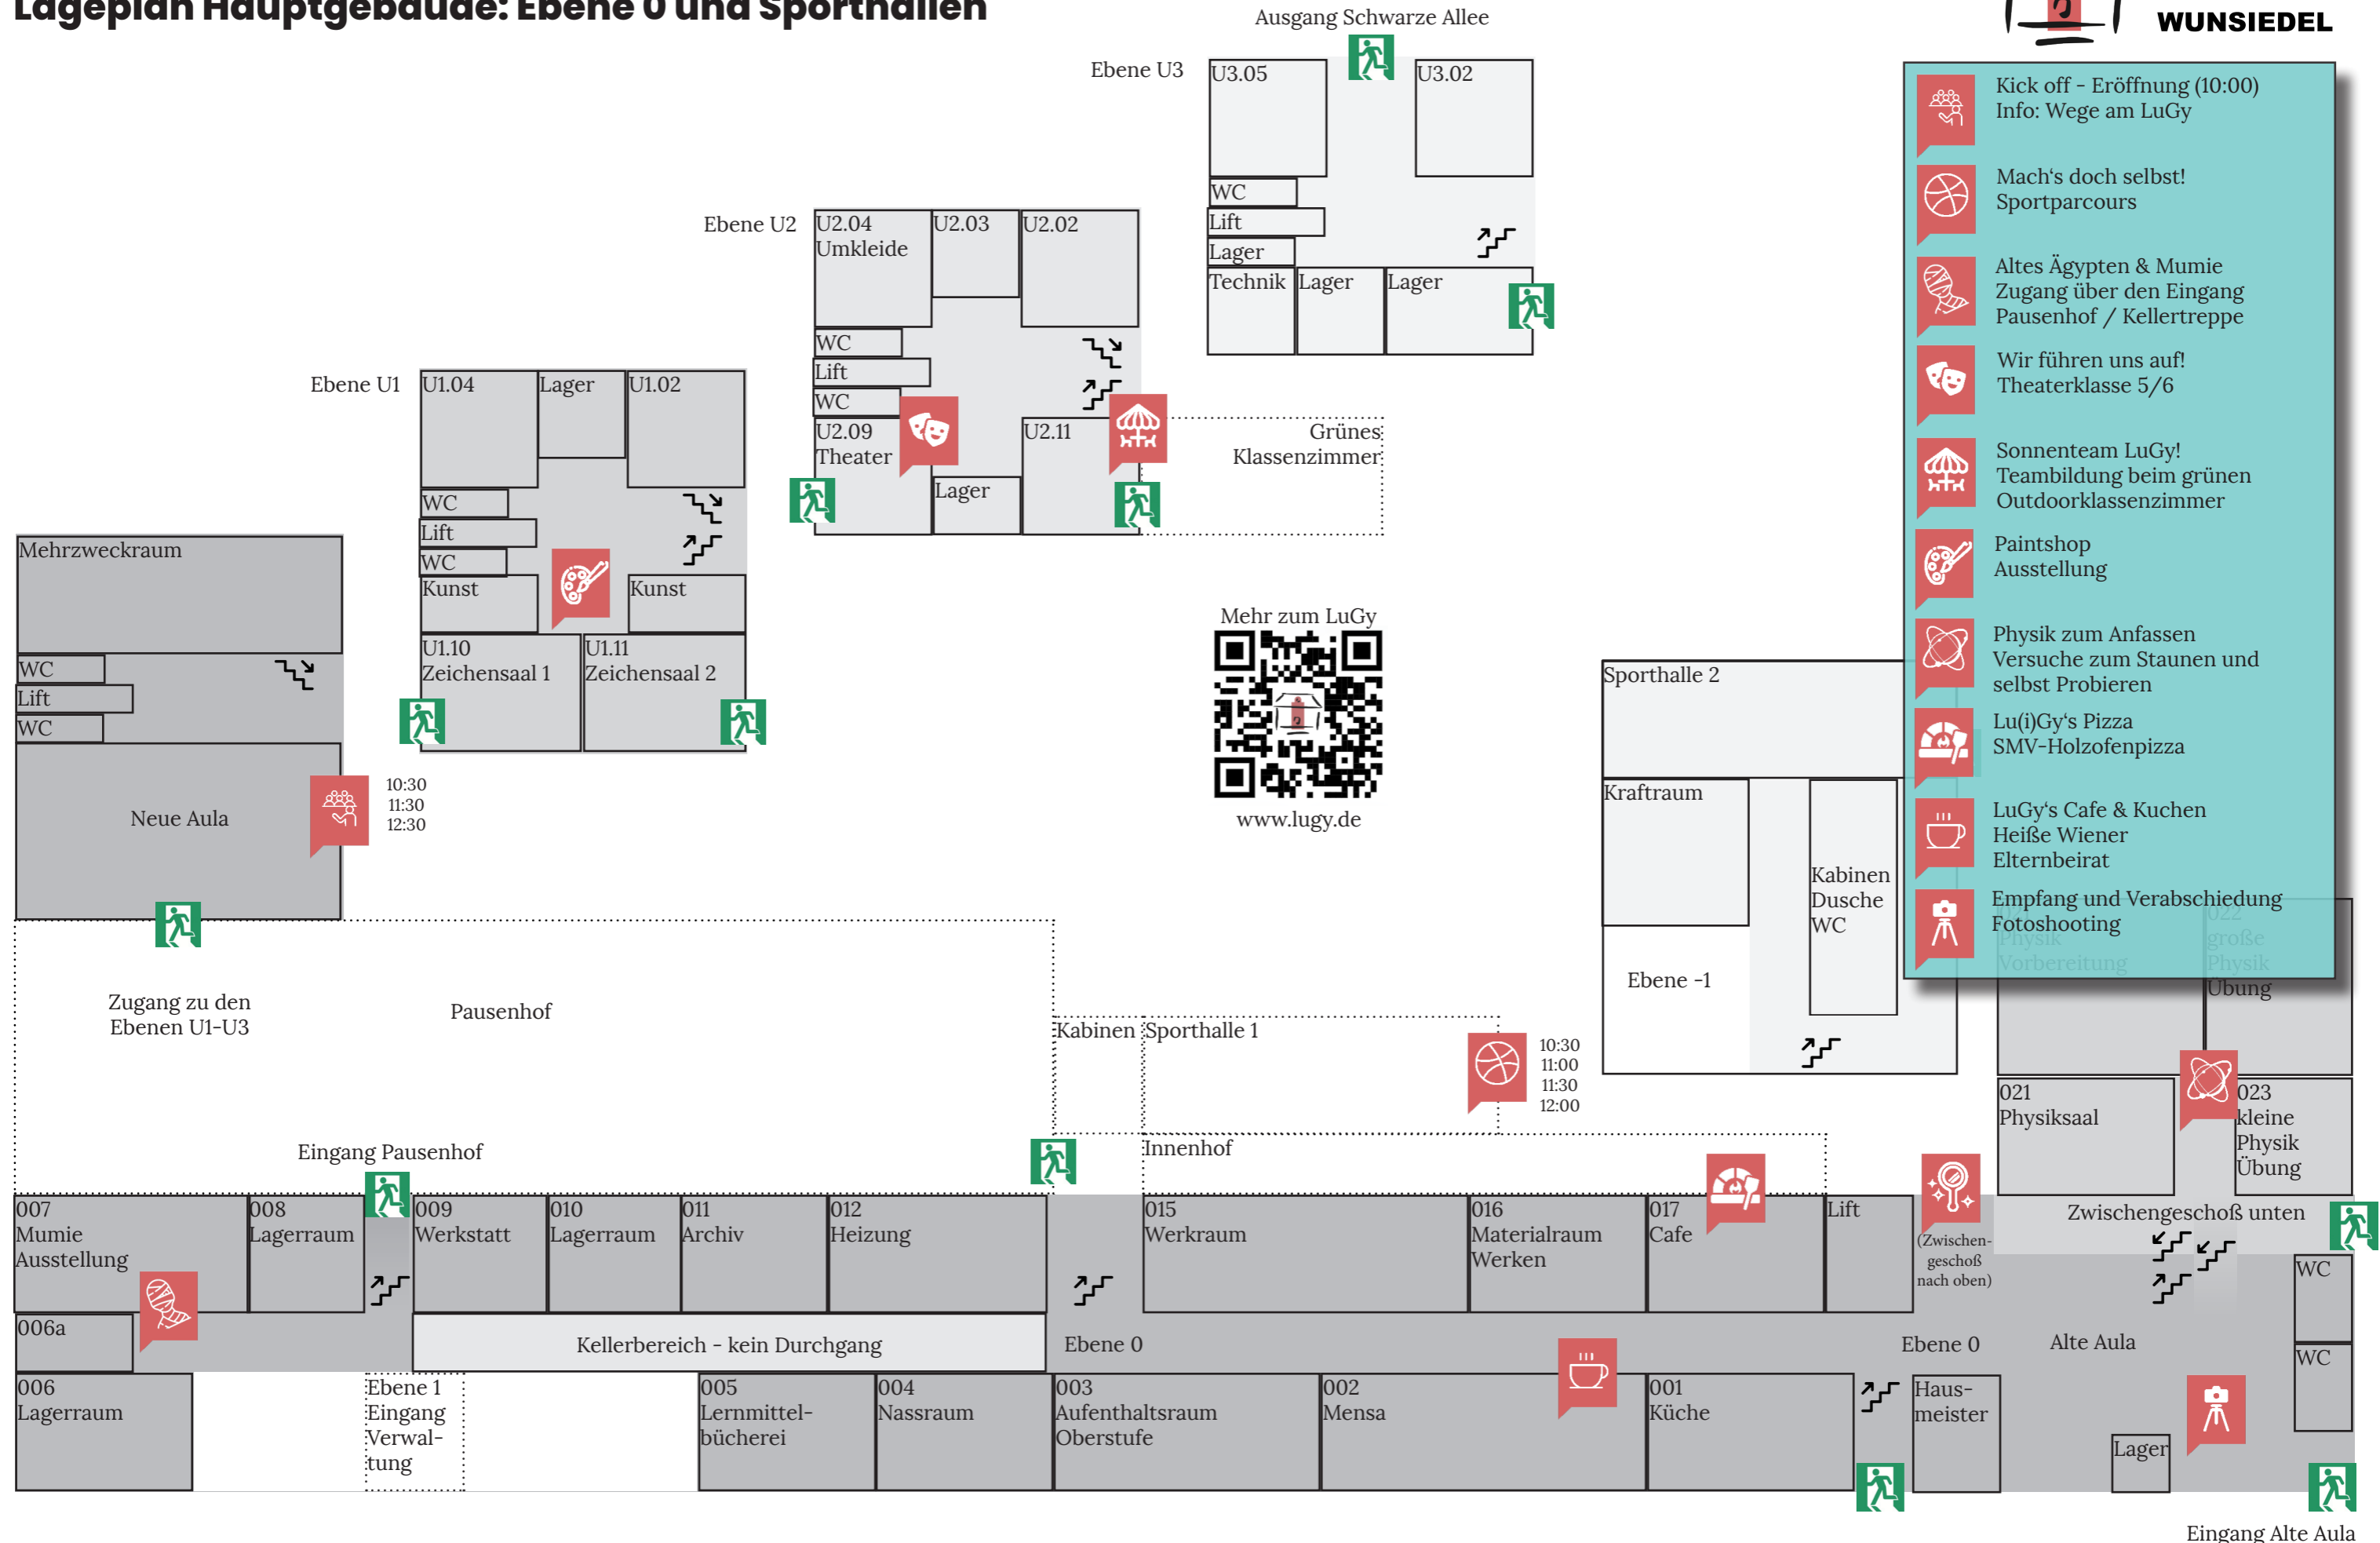 Lageplan Hauptgebäude: Ebene 0 und Sporthallen
WUNSIEDEL
Ausgang Schwarze Allee
Ebene U3
U3.05
U3.02
WC
Lift
Lager
Technik
Lager
Lager
Ebene U2
U2.04
Umkleide
U2.03
U2.02
WC
Lift
WC
U2.09
Theater
Lager
U2.11
Grünes
Klassenzimmer
Ebene U1
U1.04
Lager
U1.02
WC
Lift
WC
Kunst
Kunst
U1.10
Zeichensaal 1
U1.11
Zeichensaal 2
Mehrzweckraum
WC
Lift
WC
Neue Aula
10:30
11:30
12:30
Zugang zu den
Ebenen U1-U3
Pausenhof
Eingang Pausenhof
Mehr zum LuGy
www.lugy.de
Kick off - Eröffnung (10:00)
Info: Wege am LuGy
Mach‘s doch selbst!
Sportparcours
Altes Ägypten & Mumie
Zugang über den Eingang
Pausenhof / Kellertreppe
Wir führen uns auf!
Theaterklasse 5/6
Sonnenteam LuGy!
Teambildung beim grünen
Outdoorklassenzimmer
Paintshop
Ausstellung
Physik zum Anfassen
Versuche zum Staunen und
selbst Probieren
Lu(i)Gy‘s Pizza
SMV-Holzofenpizza
LuGy‘s Cafe & Kuchen
Heiße Wiener
Elternbeirat
Empfang und Verabschiedung
Fotoshooting
Sporthalle 2
Kraftraum
Kabinen
Dusche
WC
Ebene -1
Physik
Vorbereitung
022
große
Physik
Übung
021
Physiksaal
023
kleine
Physik
Übung
Kabinen
Sporthalle 1
10:30
11:00
11:30
12:00
Innenhof
007
Mumie
Ausstellung
008
Lagerraum
009
Werkstatt
010
Lagerraum
011
Archiv
012
Heizung
015
Werkraum
016
Materialraum
Werken
017
Cafe
Lift
(Zwischen-
geschoß
nach oben)
Zwischengeschoß unten
WC
WC
006a
Kellerbereich - kein Durchgang
Ebene 0
Ebene 0
Alte Aula
006
Lagerraum
Ebene 1
Eingang
Verwal-
tung
005
Lernmittel-
bücherei
004
Nassraum
003
Aufenthaltsraum
Oberstufe
002
Mensa
001
Küche
Haus-
meister
Lager
Eingang Alte Aula